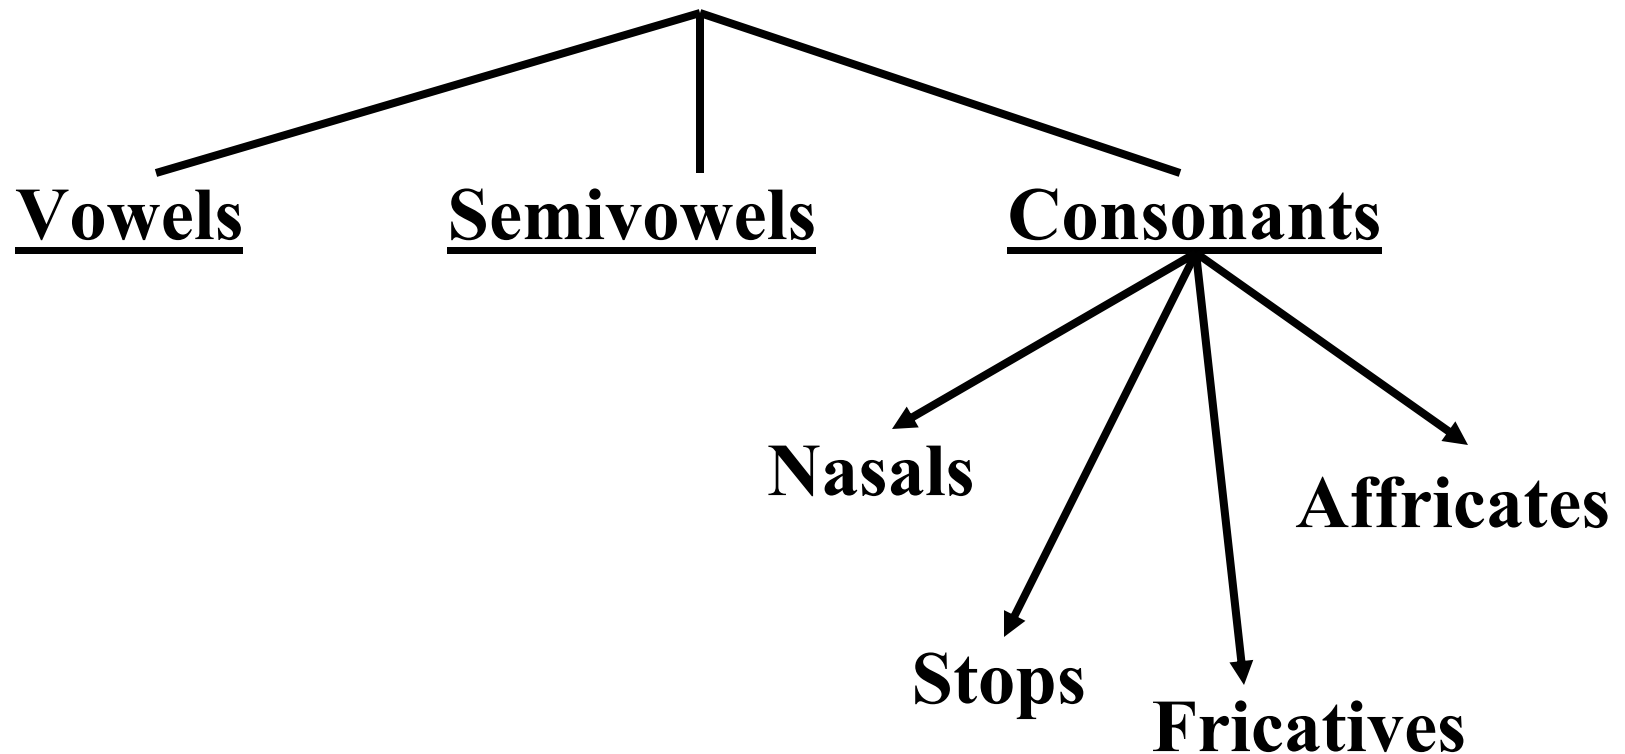 Vowels Semivowels Consonants
Nasals
Affricates
Stops
Fricatives